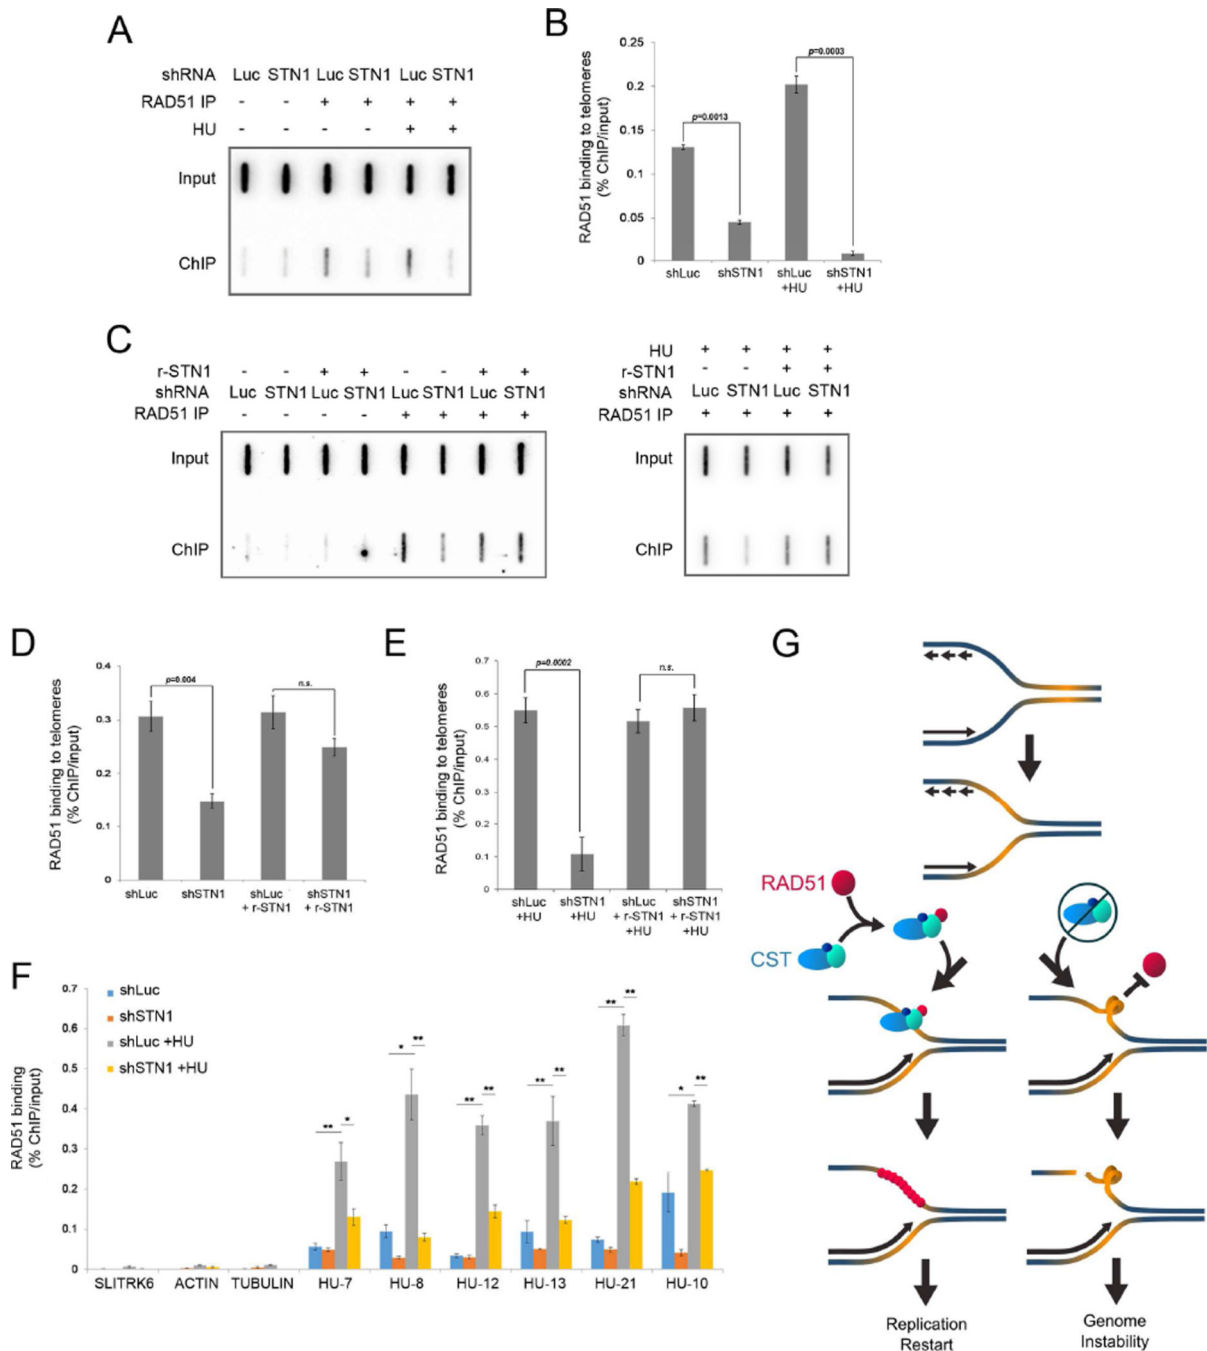 A
shRNA Luc STN1 Luc STN1 Luc STN1
RAD51 IP - - + + + +
HU - - - - + +
Input
ChIP
B
RAD51 binding to telomeres
(% ChIP/input)
0.25
0.2
0.15
0.1
0.05
0
p=0.0013
p=0.0003
shLuc shSTN1 shLuc shSTN1
+HU +HU
C
r-STN1 - - + + - - + +
shRNA Luc STN1 Luc STN1 Luc STN1 Luc STN1
RAD51 IP - - - - + + + +
Input
ChIP
HU + + + +
r-STN1 - - + +
shRNA Luc STN1 Luc STN1
RAD51 IP + + + +
Input
ChIP
D
RAD51 binding to telomeres
(% ChIP/input)
0.4
0.3
0.2
0.1
0
p=0.004
n.s.
shLuc shSTN1 shLuc shSTN1
+ r-STN1 + r-STN1
E
RAD51 binding to telomeres
(% ChIP/input)
0.7
0.6
0.5
0.4
0.3
0.2
0.1
0
p=0.0002
n.s.
shLuc shSTN1 shLuc shSTN1
+HU +HU + r-STN1 + r-STN1
+HU +HU
F
RAD51 binding
(% ChIP/input)
0.7
0.6
0.5
0.4
0.3
0.2
0.1
0
shLuc
shSTN1
shLuc +HU
shSTN1 +HU
** *
* **
** **
** **
** **
* **
SLITRK6 ACTIN TUBULIN HU-7 HU-8 HU-12 HU-13 HU-21 HU-10
G
RAD51
CST
Replication
Restart
Genome
Instability